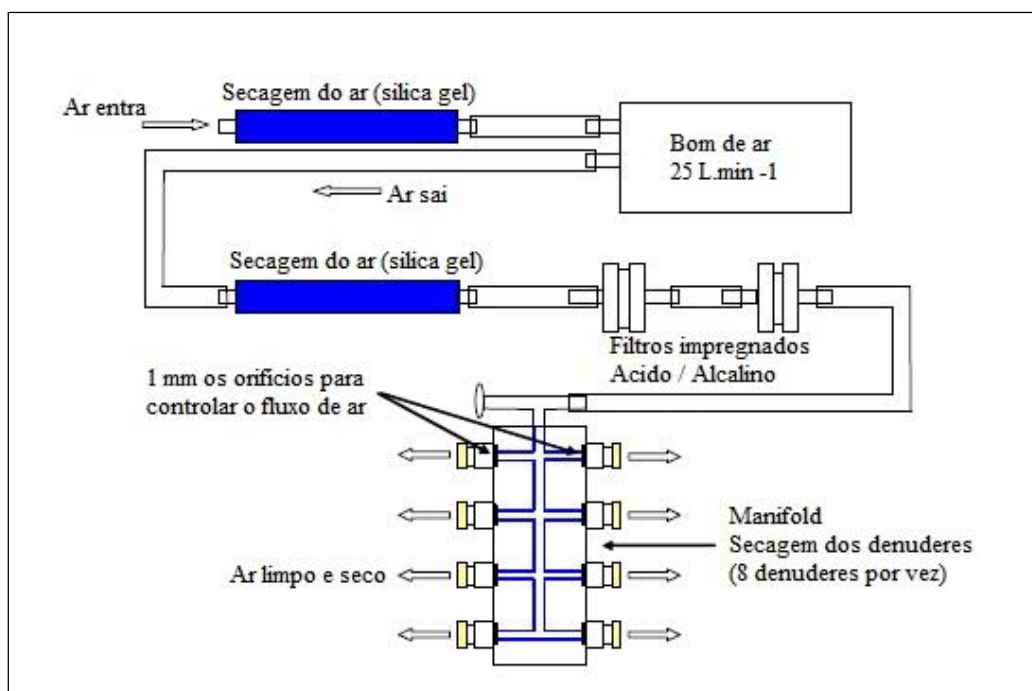 Secagem do ar (silica gel)
Ar entra
Bom de ar
25 L.min -1
Ar sai
Secagem do ar (silica gel)
Filtros impregnados
Acido / Alcalino
1 mm os orifícios para
controlar o fluxo de ar
Manifold
Secagem dos denuderes
(8 denuderes por vez)
Ar limpo e seco